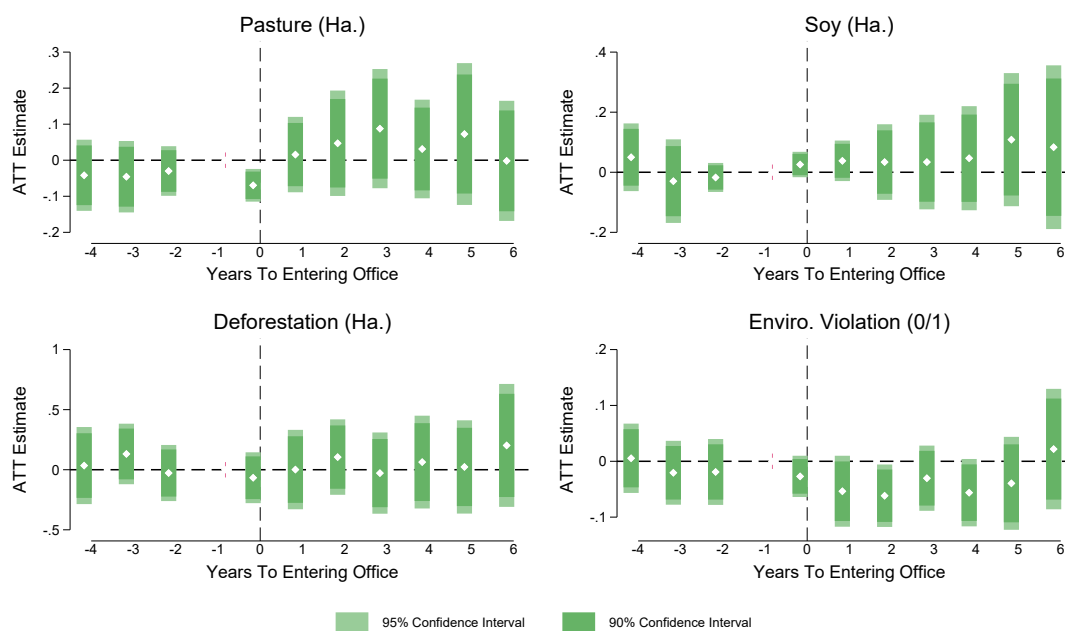 Pasture (Ha.)
ATT Estimate
.3
.2
.1
0
-.1
-.2
-4 -3 -2 -1 0 1 2 3 4 5 6
Years To Entering Office
Soy (Ha.)
ATT Estimate
.4
.2
0
-.2
-4 -3 -2 -1 0 1 2 3 4 5 6
Years To Entering Office
Deforestation (Ha.)
ATT Estimate
1
.5
0
-.5
-4 -3 -2 -1 0 1 2 3 4 5 6
Years To Entering Office
Enviro. Violation (0/1)
ATT Estimate
.2
.1
0
-.1
-4 -3 -2 -1 0 1 2 3 4 5 6
Years To Entering Office
95% Confidence Interval
90% Confidence Interval